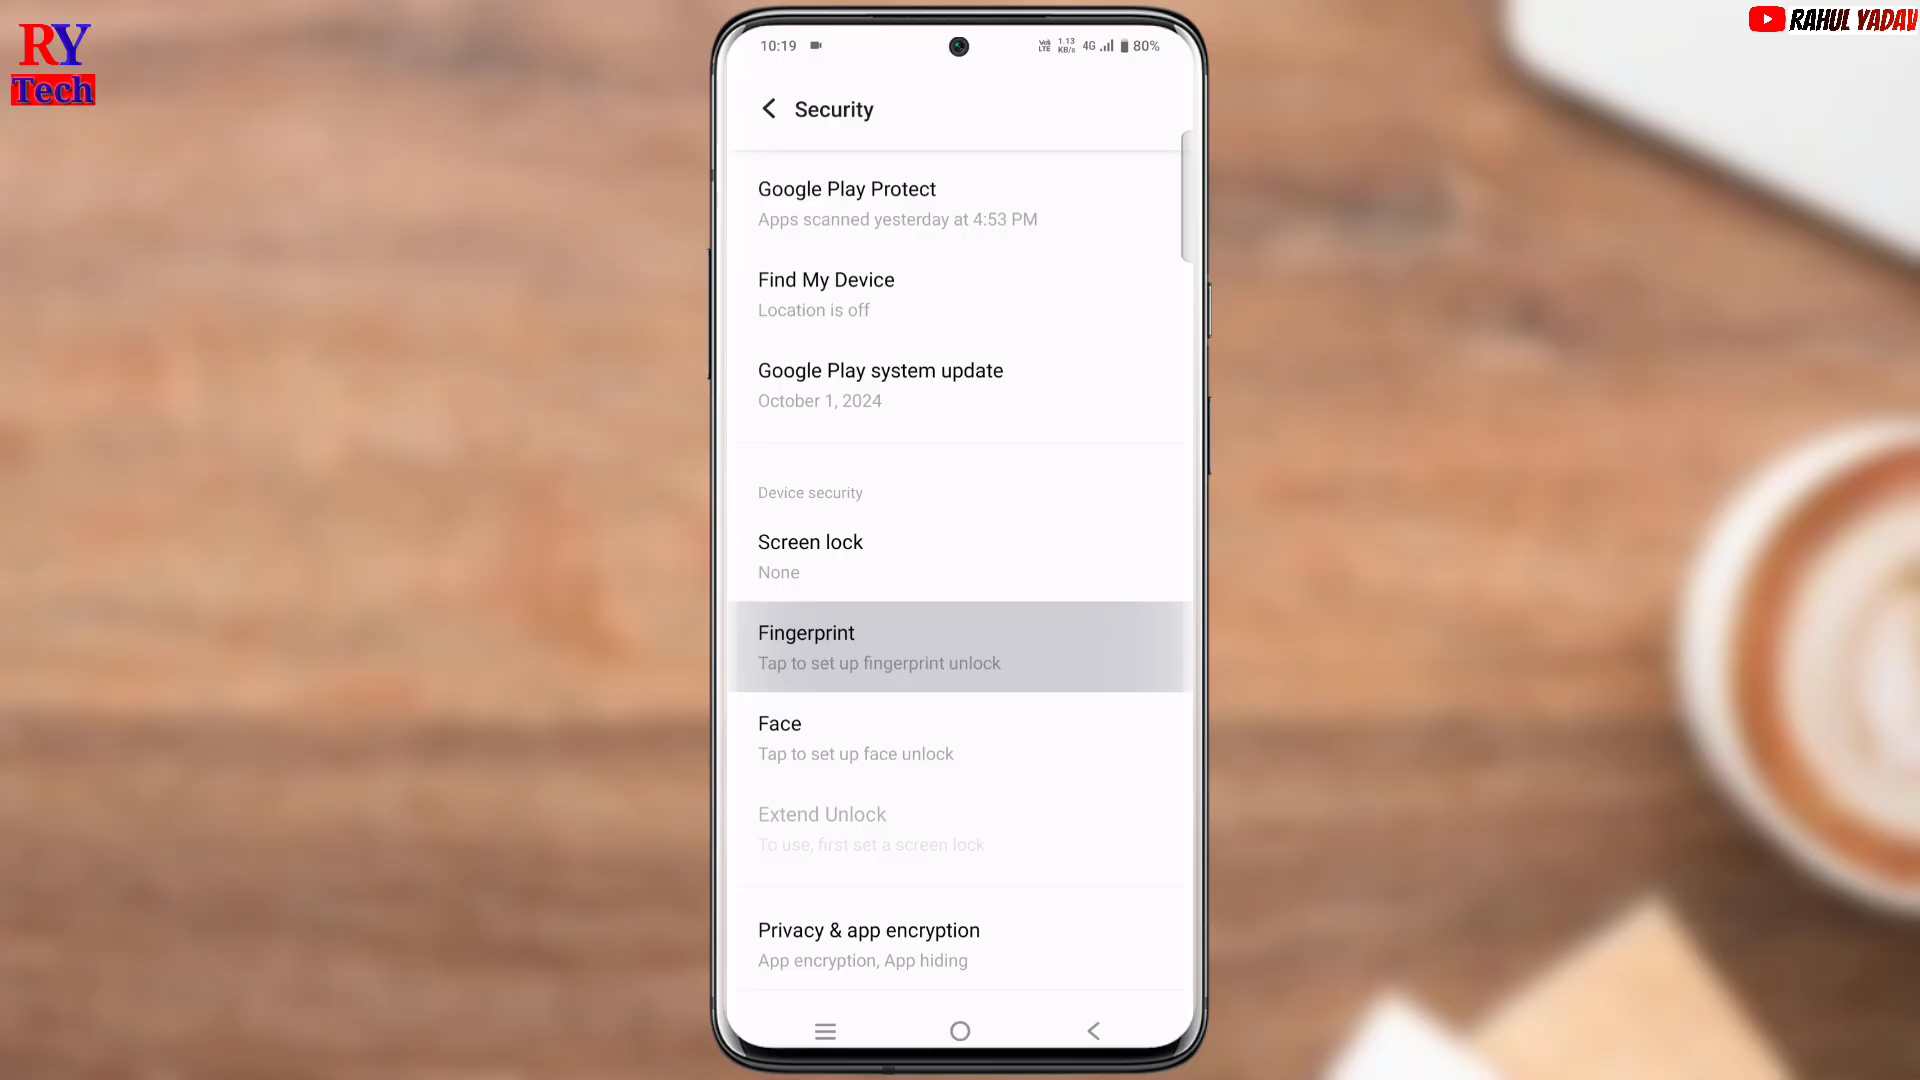 RY
Tech
RAHUL YADAV
10:19
Vo)) LTE
1.13 KB/s
4G
80%
Security
Google Play Protect
Apps scanned yesterday at 4:53 PM
Find My Device
Location is off
Google Play system update
October 1, 2024
Device security
Screen lock
None
Fingerprint
Tap to set up fingerprint unlock
Face
Tap to set up face unlock
Extend Unlock
To use, first set a screen lock
Privacy & app encryption
App encryption, App hiding